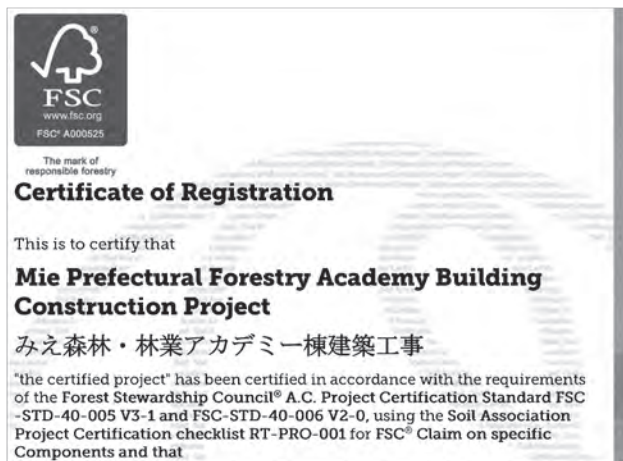 FSC
www.fsc.org
FSC® A000525
The mark of
responsible forestry
Certificate of Registration
This is to certify that
Mie Prefectural Forestry Academy Building
Construction Project
みえ森林・林業アカデミー棟建築工事
"the certified project" has been certified in accordance with the requirements
of the Forest Stewardship Council® A.C. Project Certification Standard FSC
-STD-40-005 V3-1 and FSC-STD-40-006 V2-0, using the Soil Association
Project Certification checklist RT-PRO-001 for FSC® Claim on specific
Components and that